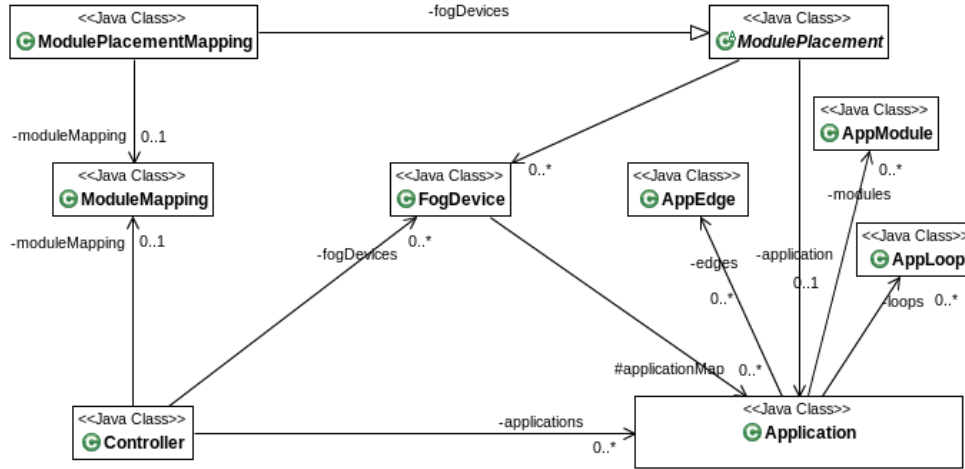 <<Java Class>>
ModulePlacementMapping
-fogDevices
<<Java Class>>
ModulePlacement
<<Java Class>>
AppModule
-moduleMapping
0..1
0..*
<<Java Class>>
ModuleMapping
<<Java Class>>
FogDevice
0..*
<<Java Class>>
AppEdge
-modules
-moduleMapping
0..1
-fogDevices
0..*
-edges
0..*
-application
0..1
<<Java Class>>
AppLoop
-loops
0..*
#applicationMap
0..*
<<Java Class>>
Controller
-applications
0..*
<<Java Class>>
Application